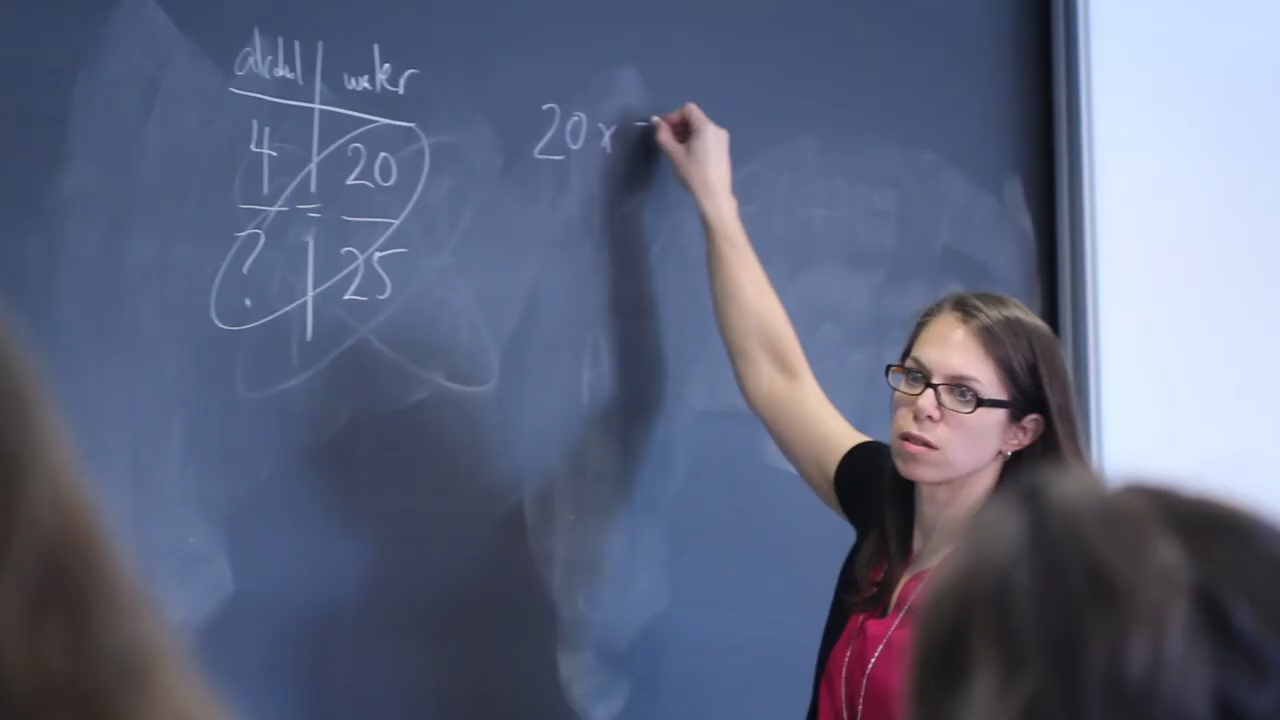 alcohol | water
4 | 20
=
? | 25
20x =